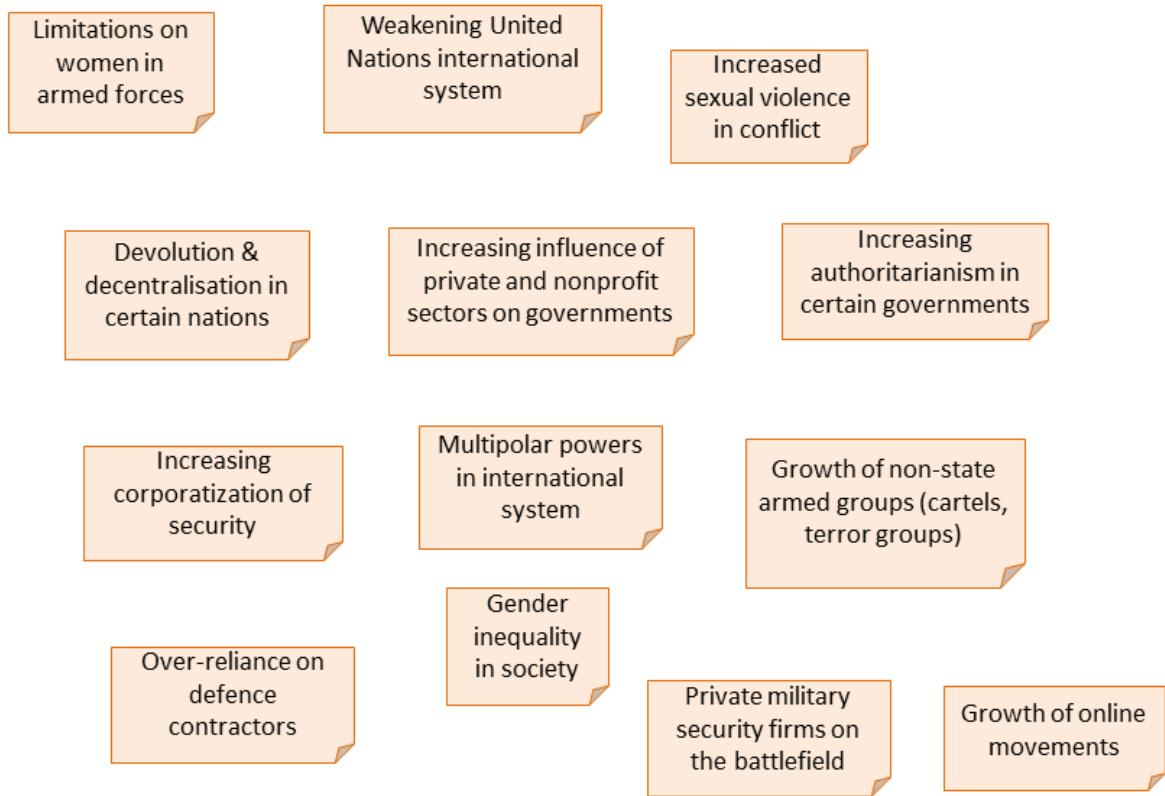 Limitations on
women in
armed forces
Weakening United
Nations international
system
Increased
sexual violence
in conflict
Devolution &
decentralisation in
certain nations
Increasing influence of
private and nonprofit
sectors on governments
Increasing
authoritarianism in
certain governments
Increasing
corporatization of
security
Multipolar powers
in international
system
Growth of non-state
armed groups (cartels,
terror groups)
Gender
inequality
in society
Over-reliance on
defence
contractors
Private military
security firms on
the battlefield
Growth of online
movements